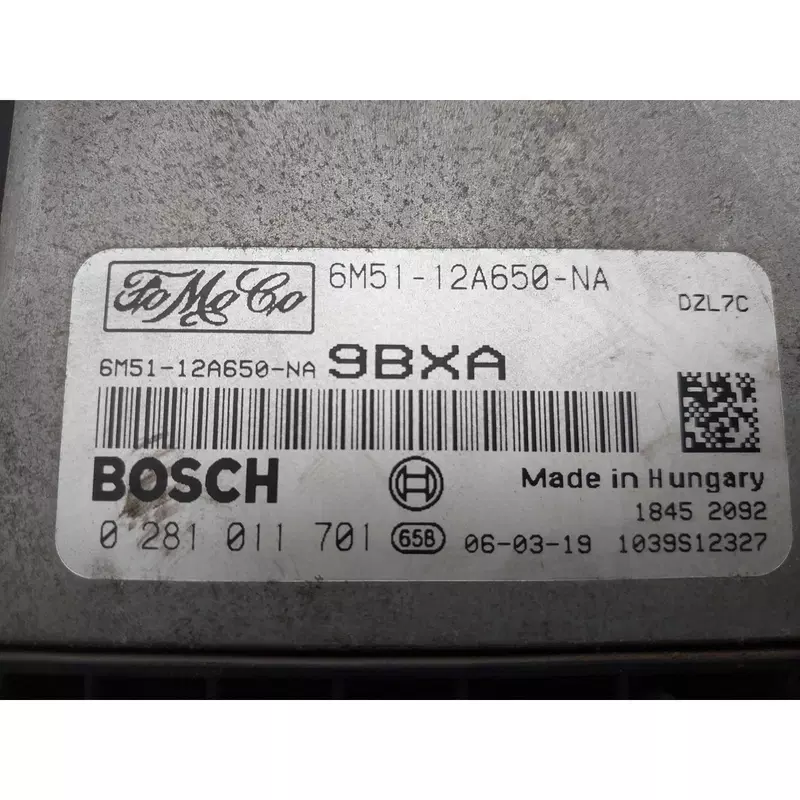 FoMoCo 6M51-12A650-NA
DZL7C
6M51-12A650-NA 9BXA
BOSCH
Made in Hungary
1845 2092
0 281 011 701 658 06-03-19 1039S12327